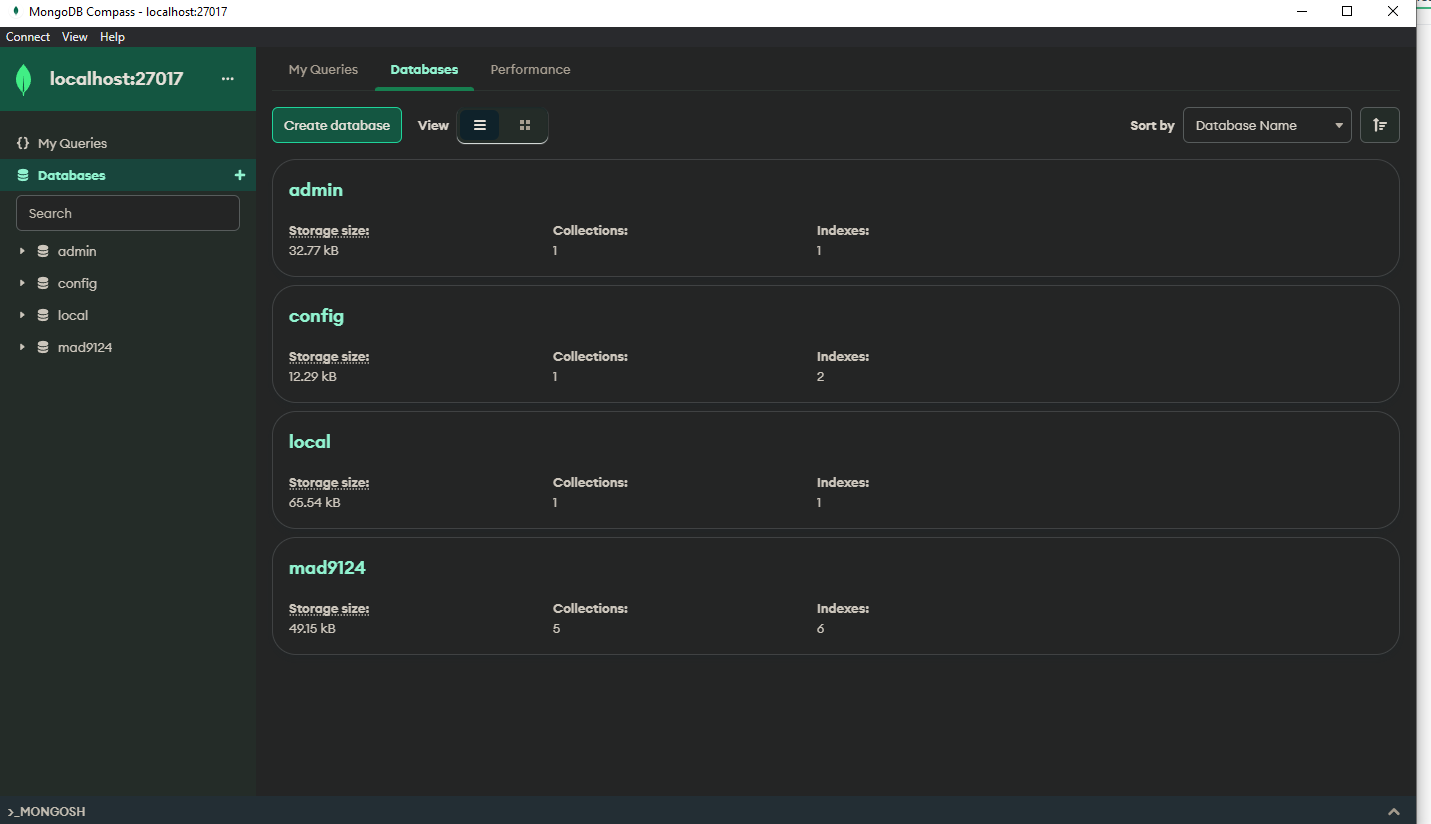 MongoDB Compass - localhost:27017
Connect View Help
localhost:27017 ...
My Queries
Databases +
Search
admin
config
local
mad9124
My Queries Databases Performance
Create database View Sort by Database Name
admin
Storage size: Collections: Indexes:
32.77 kB 1 1
config
Storage size: Collections: Indexes:
12.29 kB 1 2
local
Storage size: Collections: Indexes:
65.54 kB 1 1
mad9124
Storage size: Collections: Indexes:
49.15 kB 5 6
>_MONGOSH